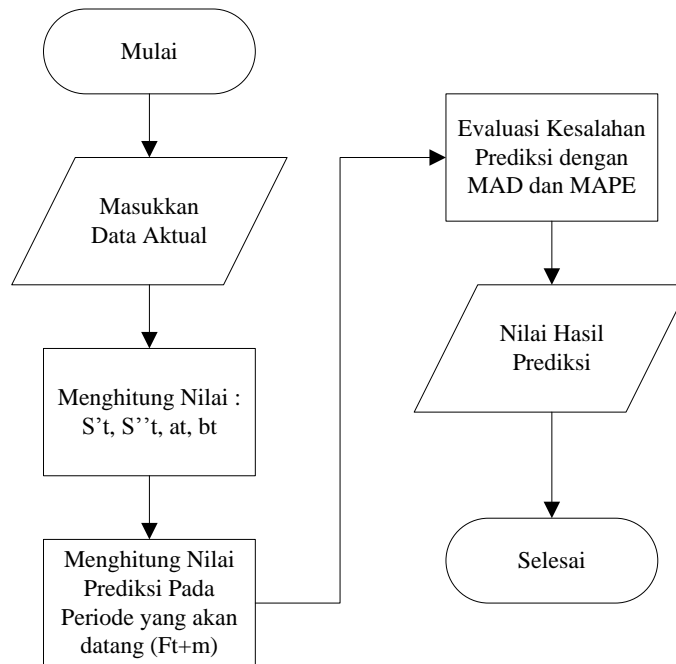 Mulai
Masukkan
Data Aktual
Menghitung Nilai :
S’t, S’’t, at, bt
Menghitung Nilai
Prediksi Pada
Periode yang akan
datang (Ft+m)
Evaluasi Kesalahan
Prediksi dengan
MAD dan MAPE
Nilai Hasil
Prediksi
Selesai